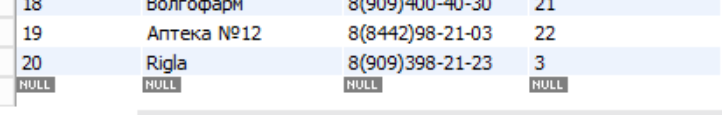 18 Волгофарм 8(909)400-40-30 21
19 Аптека №12 8(8442)98-21-03 22
20 Rigla 8(909)398-21-23 3
NULL NULL NULL NULL